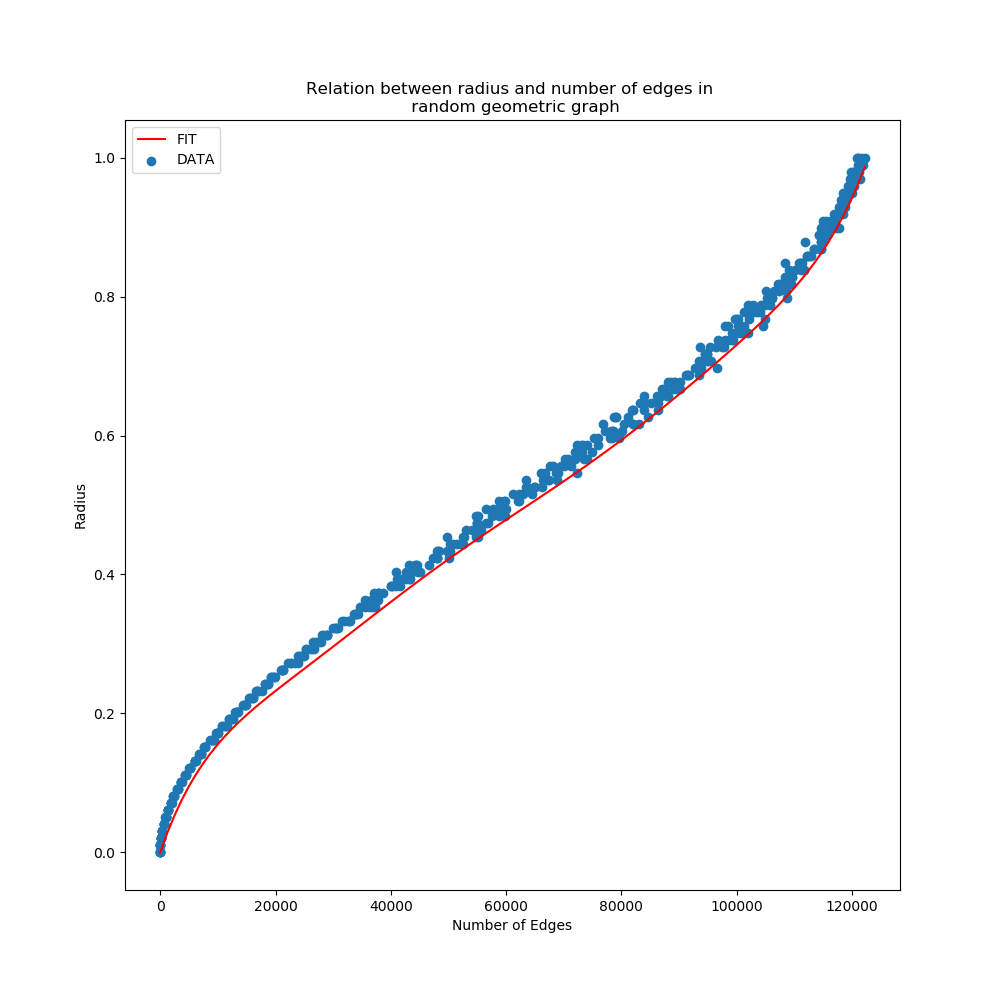 Relation between radius and number of edges in
random geometric graph
FIT
DATA
1.0
0.8
0.6
0.4
0.2
0.0
Radius
0 20000 40000 60000 80000 100000 120000
Number of Edges